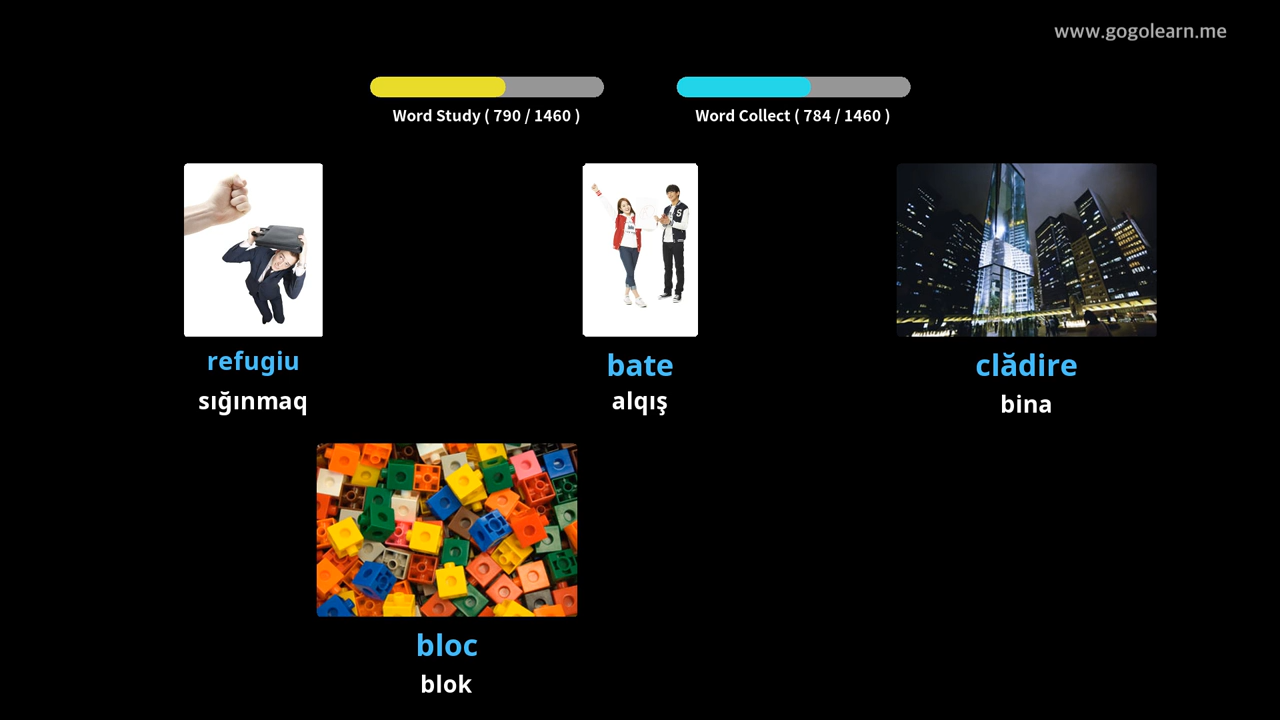 www.gogolearn.me
Word Study ( 790 / 1460 )
Word Collect ( 784 / 1460 )
refugiu
sığınmaq
bate
alqış
clădire
bina
bloc
blok